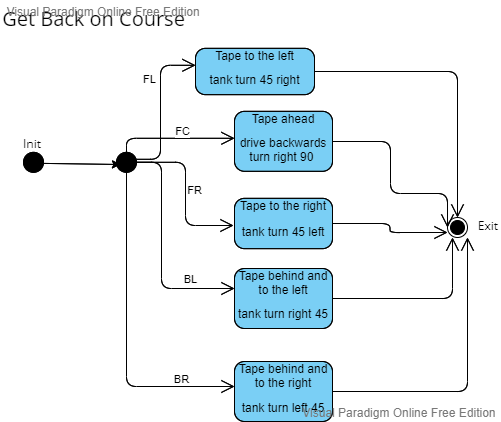 Visual Paradigm Online Free Edition
Get Back on Course
Tape to the left
tank turn 45 right
FL
Tape ahead
drive backwards
turn right 90
FC
Init
FR
Tape to the right
tank turn 45 left
Exit
BL
Tape behind and
to the left
tank turn right 45
BR
Tape behind and
to the right
tank turn left 45
Visual Paradigm Online Free Edition